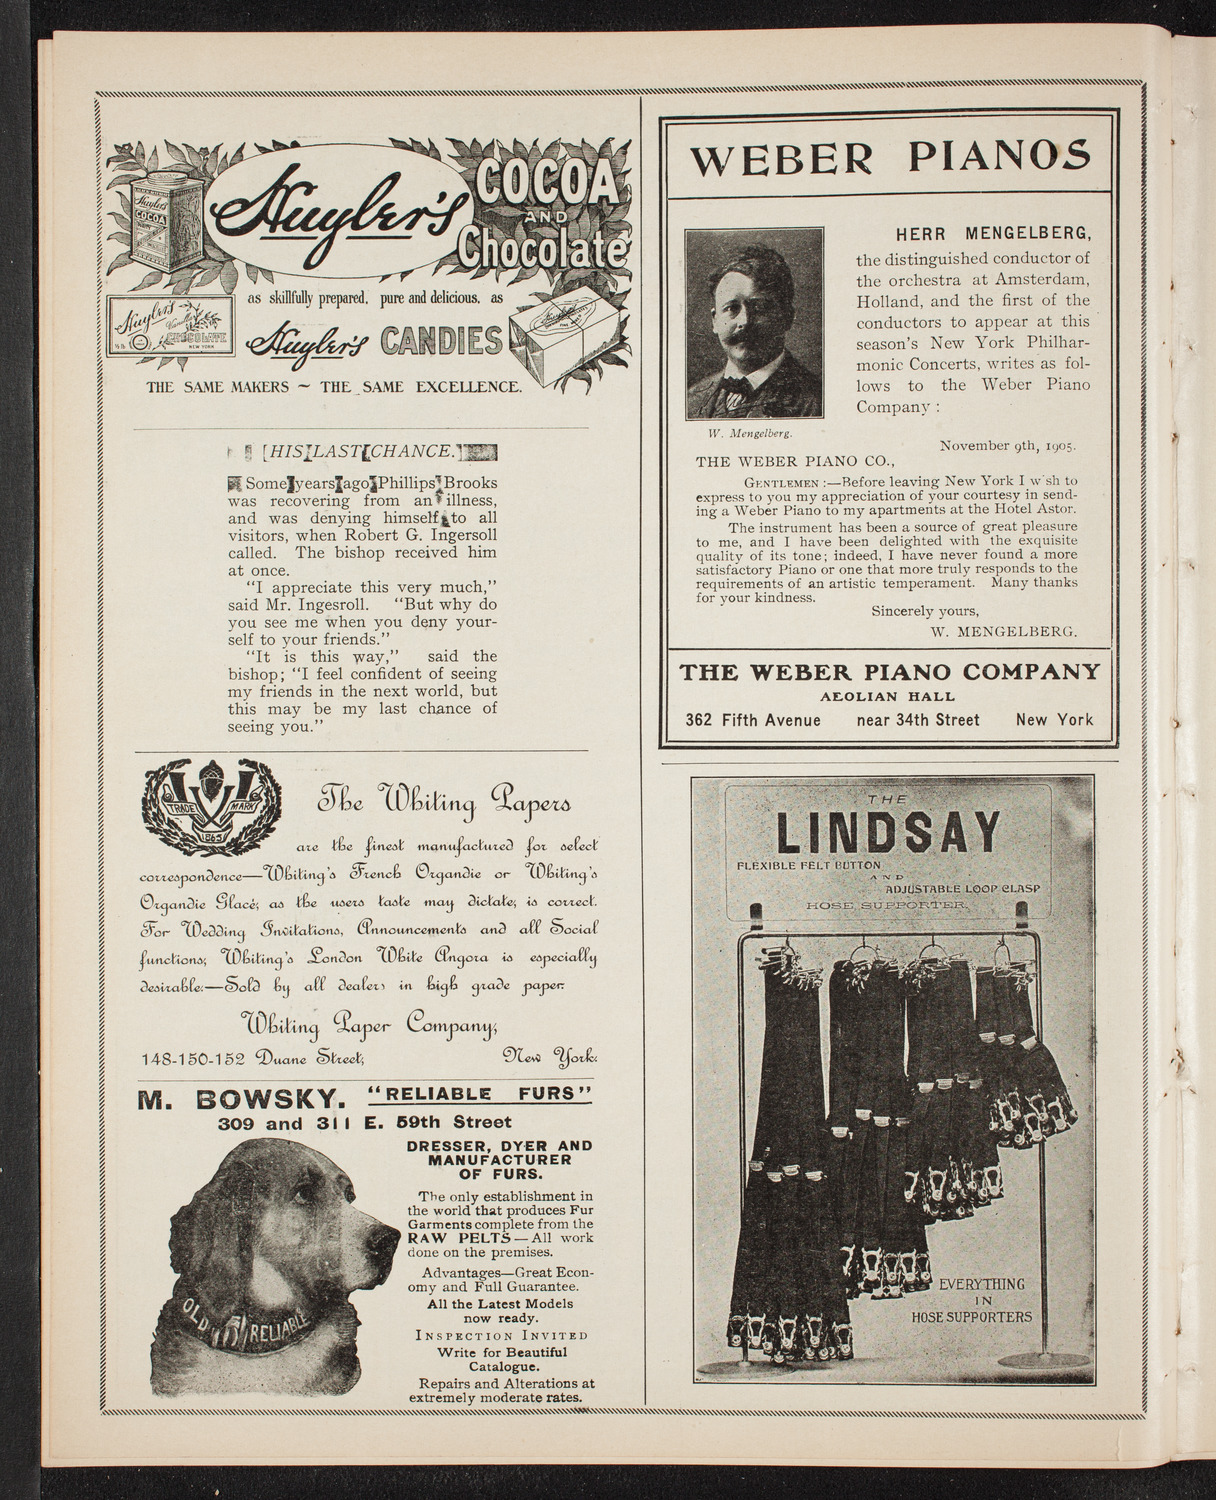 Huyler's
COCOA
AND
Chocolate
Huyler's
COCOA
as skillfully prepared, pure and delicious, as
Huyler's
Vanilla
CHOCOLATE
NEW YORK
½ lb
Huyler's CANDIES
THE SAME MAKERS ~ THE SAME EXCELLENCE.
[HIS LAST CHANCE.]
Some years ago Phillips Brooks
was recovering from an illness,
and was denying himself to all
visitors, when Robert G. Ingersoll
called. The bishop received him
at once.
"I appreciate this very much,"
said Mr. Ingesroll. "But why do
you see me when you deny your-
self to your friends."
"It is this way," said the
bishop; "I feel confident of seeing
my friends in the next world, but
this may be my last chance of
seeing you."
TRADE MARK
1865
The Whiting Papers
are the finest manufactured for select
correspondence—Whiting's French Organdie or Whiting's
Organdie Glacé; as the users taste may dictate; is correct.
For Wedding Invitations, Announcements and all Social
functions; Whiting's London White Angora is especially
desirable.—Sold by all dealers in high grade paper.
Whiting Paper Company,
148-150-152 Duane Street, New York.
M. BOWSKY. "RELIABLE FURS"
309 and 311 E. 59th Street
OLD RELIABLE
DRESSER, DYER AND
MANUFACTURER
OF FURS.
The only establishment in
the world that produces Fur
Garments complete from the
RAW PELTS—All work
done on the premises.
Advantages—Great Econ-
omy and Full Guarantee.
All the Latest Models
now ready.
INSPECTION INVITED
Write for Beautiful
Catalogue.
Repairs and Alterations at
extremely moderate rates.
WEBER PIANOS
W. Mengelberg.
HERR MENGELBERG,
the distinguished conductor of
the orchestra at Amsterdam,
Holland, and the first of the
conductors to appear at this
season's New York Philhar-
monic Concerts, writes as fol-
lows to the Weber Piano
Company :
November 9th, 1905.
THE WEBER PIANO CO.,
GENTLEMEN :—Before leaving New York I wish to
express to you my appreciation of your courtesy in send-
ing a Weber Piano to my apartments at the Hotel Astor.
The instrument has been a source of great pleasure
to me, and I have been delighted with the exquisite
quality of its tone; indeed, I have never found a more
satisfactory Piano or one that more truly responds to the
requirements of an artistic temperament. Many thanks
for your kindness.
Sincerely yours,
W. MENGELBERG.
THE WEBER PIANO COMPANY
AEOLIAN HALL
362 Fifth Avenue near 34th Street New York
THE
LINDSAY
FLEXIBLE FELT BUTTON
AND
ADJUSTABLE LOOP CLASP
HOSE SUPPORTER.
EVERYTHING
IN
HOSE SUPPORTERS